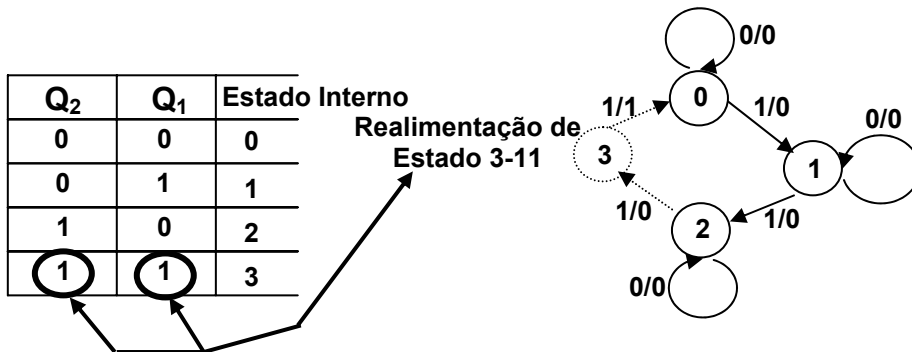 Q2 Q1 Estado Interno
0 0 0
0 1 1
1 0 2
1 1 3
Realimentação de
Estado 3-11
0/0
0
1/1
1/0
0/0
3
1
1/0
1/0
2
0/0